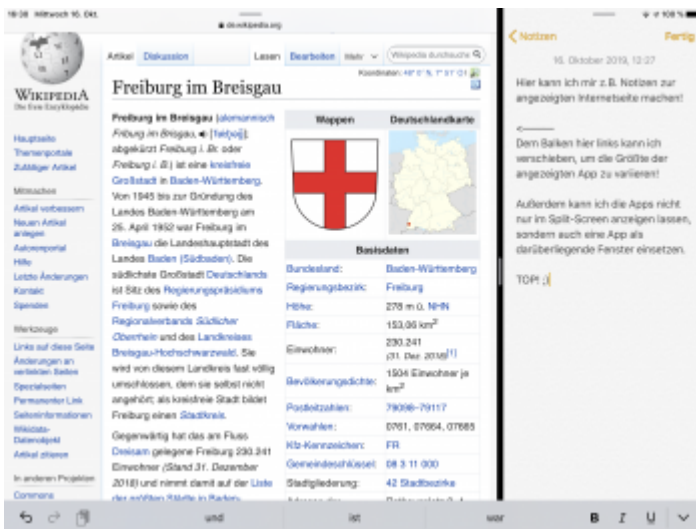 18:38 Mittwoch 16. Okt.
de.wikipedia.org
100 %
WIKIPEDIA
Die freie Enzyklopädie
Hauptseite
Themenportale
Zufälliger Artikel
Mitmachen
Artikel verbessern
Neuen Artikel
anlegen
Autorenportal
Hilfe
Letzte Änderungen
Kontakt
Spenden
Werkzeuge
Links auf diese Seite
Änderungen an
verlinkten Seiten
Spezialseiten
Permanenter Link
Seiteninformationen
Wikidata-
Datenobjekt
Artikel zitieren
In anderen Projekten
Commons
Artikel Diskussion Lesen Bearbeiten Mehr Wikipedia durchsuche
Freiburg im Breisgau
Freiburg im Breisgau (alemannisch
Friburg im Brisgau,
abgekürzt Freiburg i. Br. oder
Freiburg i. B.) ist eine kreisfreie
Großstadt in Baden-Württemberg.
Von 1945 bis zur Gründung des
Landes Baden-Württemberg am
25. April 1952 war Freiburg im
Breisgau die Landeshauptstadt des
Landes Baden (Südbaden). Die
südlichste Großstadt Deutschlands
ist Sitz des Regierungspräsidiums
Freiburg sowie des
Regionalverbands Südlicher
Oberrhein und des Landkreises
Breisgau-Hochschwarzwald. Sie
wird von diesem Landkreis fast völlig
umschlossen, dem sie selbst nicht
angehört; als kreisfreie Stadt bildet
Freiburg einen Stadtkreis.
Gegenwärtig hat das am Fluss
Dreisam gelegene Freiburg 230.241
Einwohner (Stand 31. Dezember
2018) und nimmt damit auf der Liste
der größten Städte in Baden-
Wappen Deutschlandkarte
Basisdaten
Bundesland: Baden-Württemberg
Regierungsbezirk: Freiburg
Höhe: 278 m ü. NHN
Fläche: 153,06 km²
Einwohner: 230.241
(31. Dez. 2018)[1]
Bevölkerungsdichte: 1504 Einwohner je
km²
Postleitzahlen: 79098–79117
Vorwahlen: 0761, 07664, 07665
Kfz-Kennzeichen: FR
Gemeindeschlüssel: 08 3 11 000
Stadtgliederung: 42 Stadtbezirke
Notizen Fertig
16. Oktober 2019, 12:27
Hier kann ich mir z.B. Notizen zur
angezeigten Internetseite machen!
<———
Dem Balken hier links kann ich
verschieben, um die Größte der
angezeigten App zu variieren!
Außerdem kann ich die Apps nicht
nur im Split-Screen anzeigen lassen,
sondern auch eine App als
darüberliegende Fenster einsetzen.
TOP! ;)
und ist war B I U